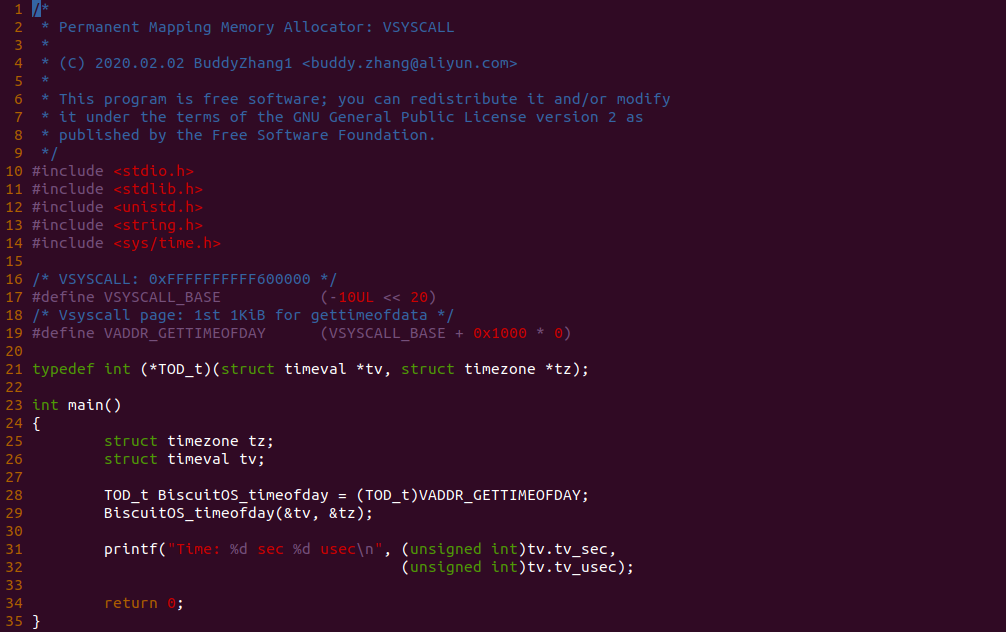 1 /*
2  * Permanent Mapping Memory Allocator: VSYSCALL
3  *
4  * (C) 2020.02.02 BuddyZhang1 <buddy.zhang@aliyun.com>
5  *
6  * This program is free software; you can redistribute it and/or modify
7  * it under the terms of the GNU General Public License version 2 as
8  * published by the Free Software Foundation.
9  */
10 #include <stdio.h>
11 #include <stdlib.h>
12 #include <unistd.h>
13 #include <string.h>
14 #include <sys/time.h>
15
16 /* VSYSCALL: 0xFFFFFFFFFF600000 */
17 #define VSYSCALL_BASE           (-10UL << 20)
18 /* Vsyscall page: 1st 1KiB for gettimeofdata */
19 #define VADDR_GETTIMEOFDAY      (VSYSCALL_BASE + 0x1000 * 0)
20
21 typedef int (*TOD_t)(struct timeval *tv, struct timezone *tz);
22
23 int main()
24 {
25         struct timezone tz;
26         struct timeval tv;
27
28         TOD_t BiscuitOS_timeofday = (TOD_t)VADDR_GETTIMEOFDAY;
29         BiscuitOS_timeofday(&tv, &tz);
30
31         printf("Time: %d sec %d usec\n", (unsigned int)tv.tv_sec,
32                                          (unsigned int)tv.tv_usec);
33
34         return 0;
35 }